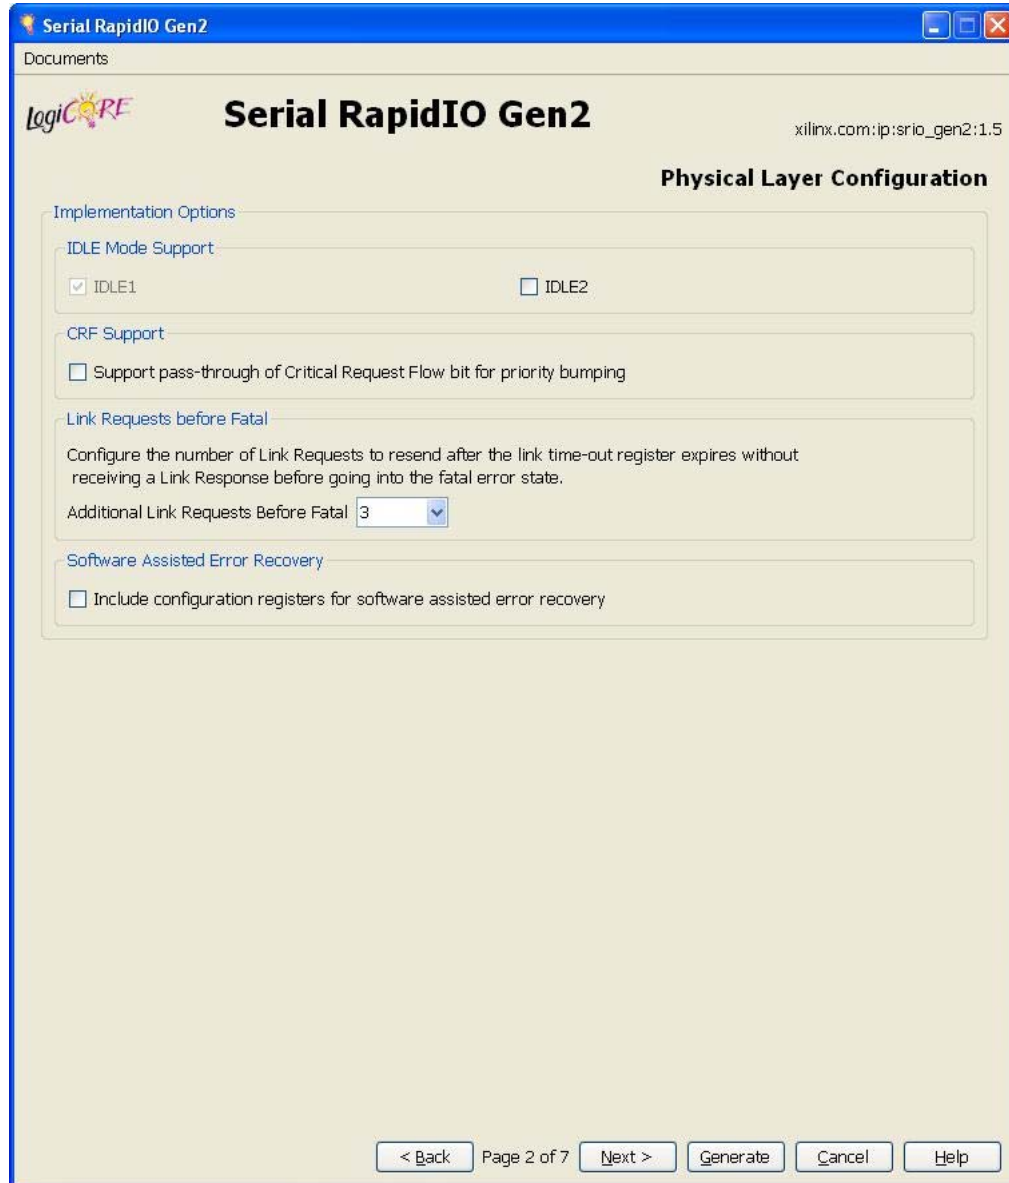 Serial RapidIO Gen2
Documents
LogiCORE
Serial RapidIO Gen2
xilinx.com:ip:srio_gen2:1.5
Physical Layer Configuration
Implementation Options
IDLE Mode Support
IDLE1 IDLE2
CRF Support
Support pass-through of Critical Request Flow bit for priority bumping
Link Requests before Fatal
Configure the number of Link Requests to resend after the link time-out register expires without
receiving a Link Response before going into the fatal error state.
Additional Link Requests Before Fatal 3
Software Assisted Error Recovery
Include configuration registers for software assisted error recovery
< Back Page 2 of 7 Next > Generate Cancel Help